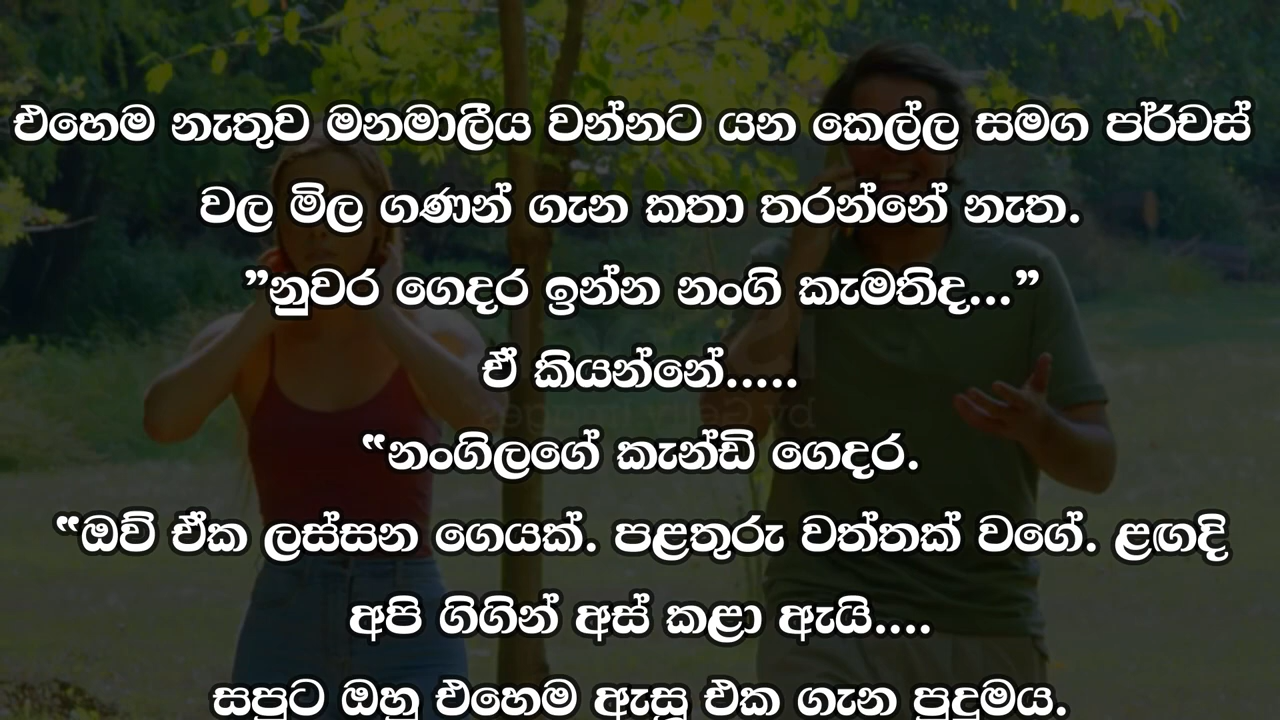 එහෙම නැතුව මනමාලීය වන්නට යන කෙල්ල සමග පර්චස්
වල මිල ගණන් ගැන කතා තරන්නේ නැත.
”නුවර ගෙදර ඉන්න නංගි කැමතිද...”
ඒ කියන්නේ.....
“නංගිලගේ කැන්ඩි ගෙදර.
“ඔව් ඒක ලස්සන ගෙයක්. පළතුරු වත්තක් වගේ. ළඟදි
අපි ගිගින් අස් කළා ඇයි....
සපුට ඔහු එහෙම ඇසූ එක ගැන පුදුමය.